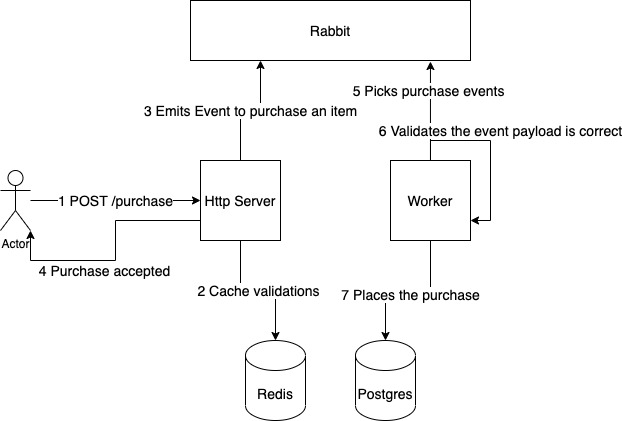 Rabbit
5 Picks purchase events
3 Emits Event to purchase an item
6 Validates the event payload is correct
1 POST /purchase
Http Server
Worker
Actor
4 Purchase accepted
2 Cache validations
7 Places the purchase
Redis
Postgres